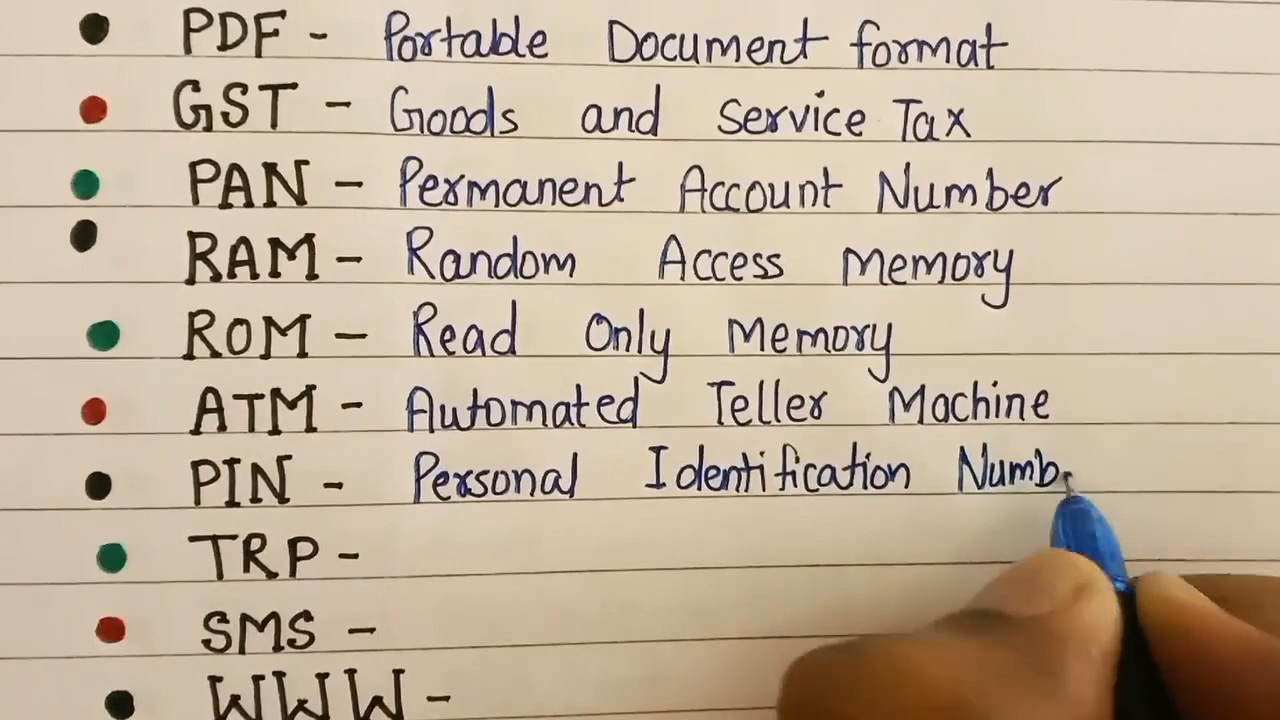 PDF - Portable Document format
GST - Goods and Service Tax
PAN - Permanent Account Number
RAM - Random Access Memory
ROM - Read Only Memory
ATM - Automated Teller Machine
PIN - Personal Identification Numb
TRP -
SMS -
WWW -